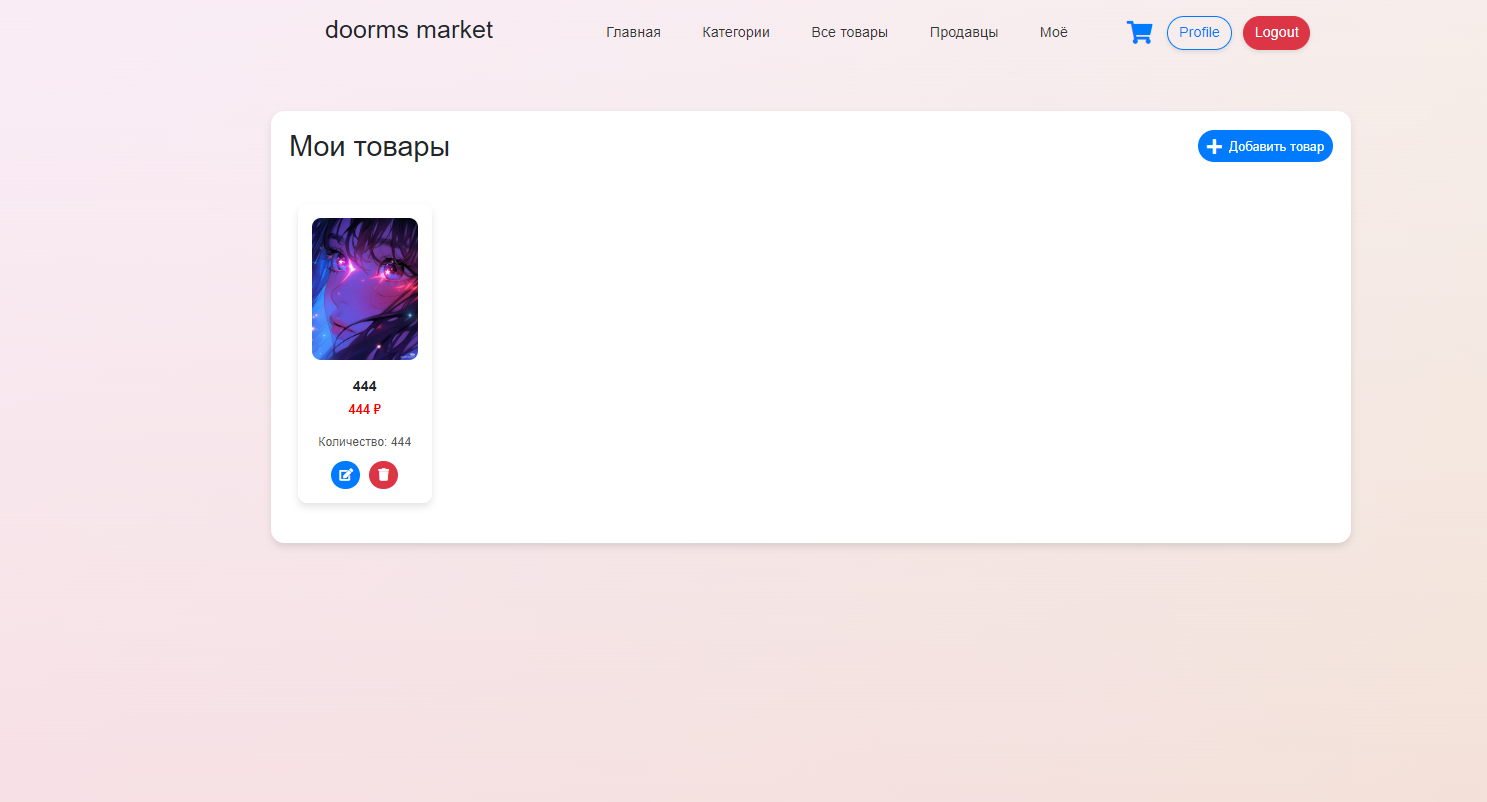 doorms market
Главная Категории Все товары Продавцы Моё
Profile Logout
Мои товары
Добавить товар
444
444 ₽
Количество: 444